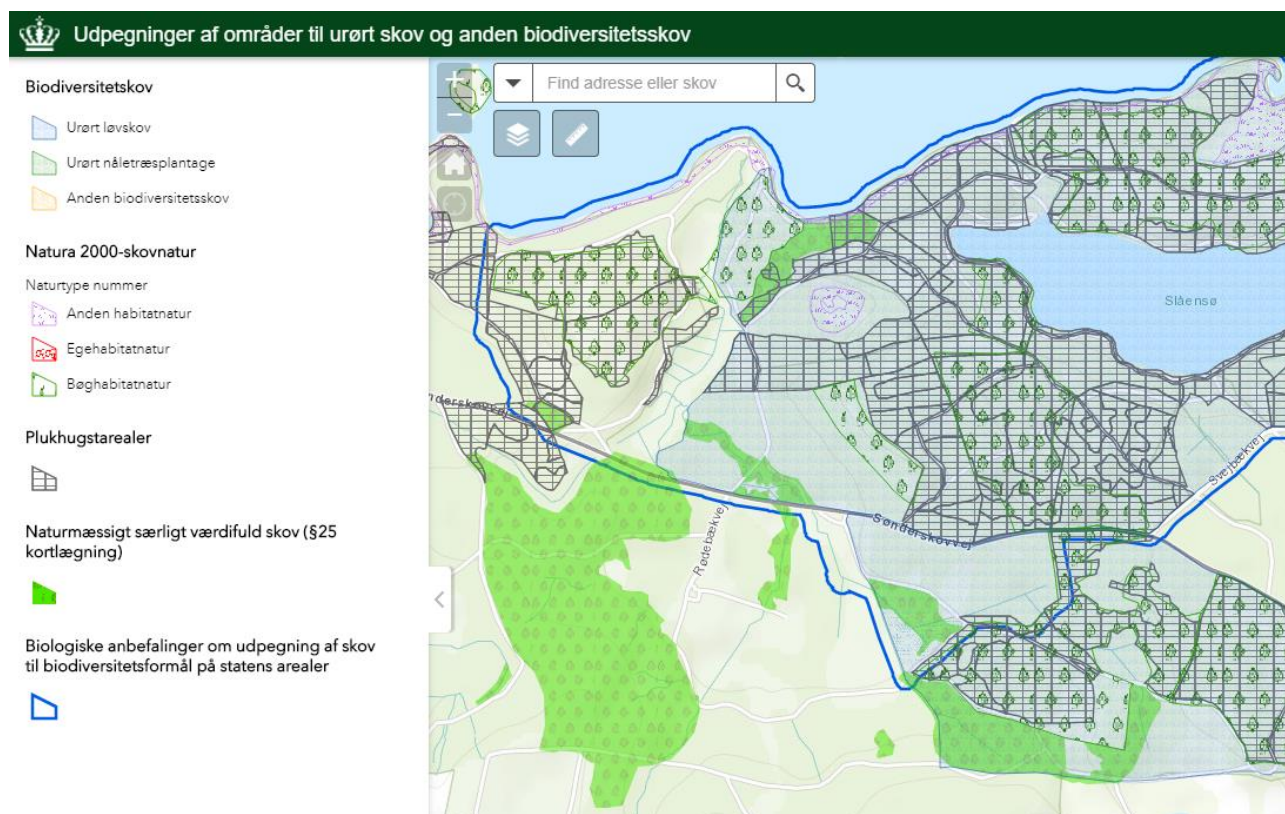 Udpegninger af områder til urørt skov og anden biodiversitetsskov
Biodiversitetskov
Urørt løvskov
Urørt nåletræsplantage
Anden biodiversitetsskov
Natura 2000-skovnatur
Naturtype nummer
Anden habitatnatur
Egehabitatnatur
Bøghabitatnatur
Plukhugstarealer
Naturmæssigt særligt værdifuld skov (§25
kortlægning)
Biologiske anbefalinger om udpegning af skov
til biodiversitetsformål på statens arealer
Find adresse eller skov
Slåensø
nderskovvej
Svejbækvej
Sønderskovvej
Rødebækvej